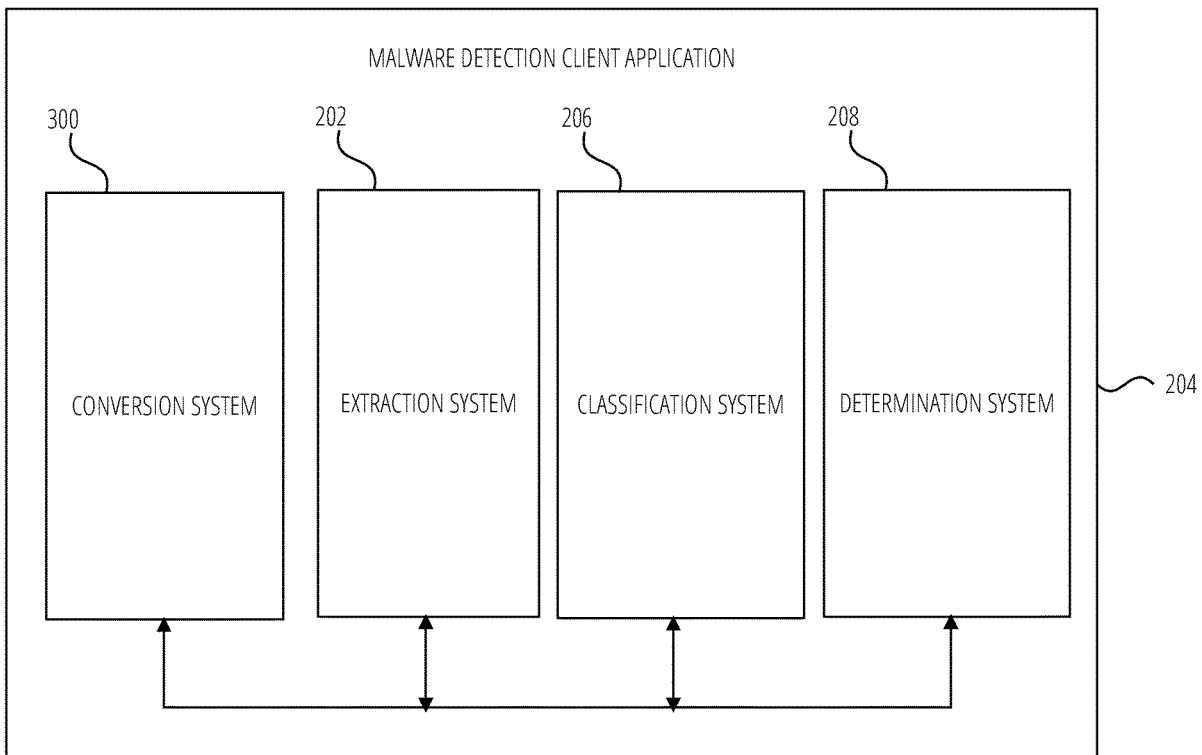 MALWARE DETECTION CLIENT APPLICATION
300
202
206
208
CONVERSION SYSTEM
EXTRACTION SYSTEM
CLASSIFICATION SYSTEM
DETERMINATION SYSTEM
204